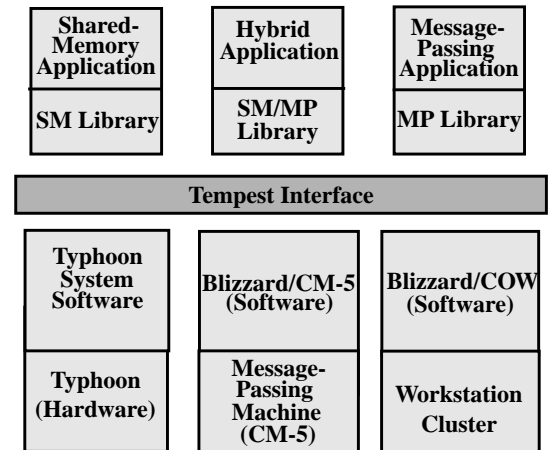 Shared-
Memory
Application
SM Library
Hybrid
Application
SM/MP
Library
Message-
Passing
Application
MP Library
Tempest Interface
Typhoon
System
Software
Typhoon
(Hardware)
Blizzard/CM-5
(Software)
Message-
Passing
Machine
(CM-5)
Blizzard/COW
(Software)
Workstation
Cluster